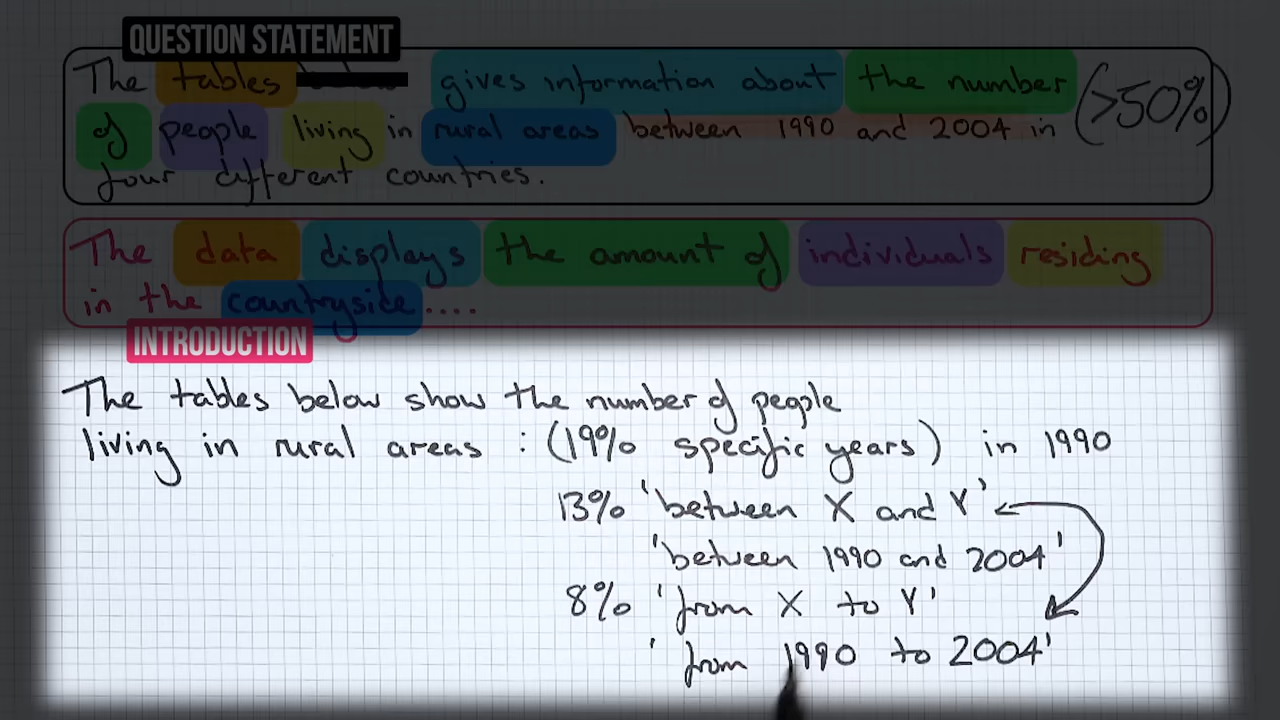 QUESTION STATEMENT
The tables gives information about the number
of people living in rural areas between 1990 and 2004 in (>50%)
four different countries.
The data displays the amount of individuals residing
in the countryside....
INTRODUCTION
The tables below show the number of people
living in rural areas : (19% specific years) in 1990
13% 'between X and Y'
'between 1990 and 2004'
8% 'from X to Y'
'from 1990 to 2004'